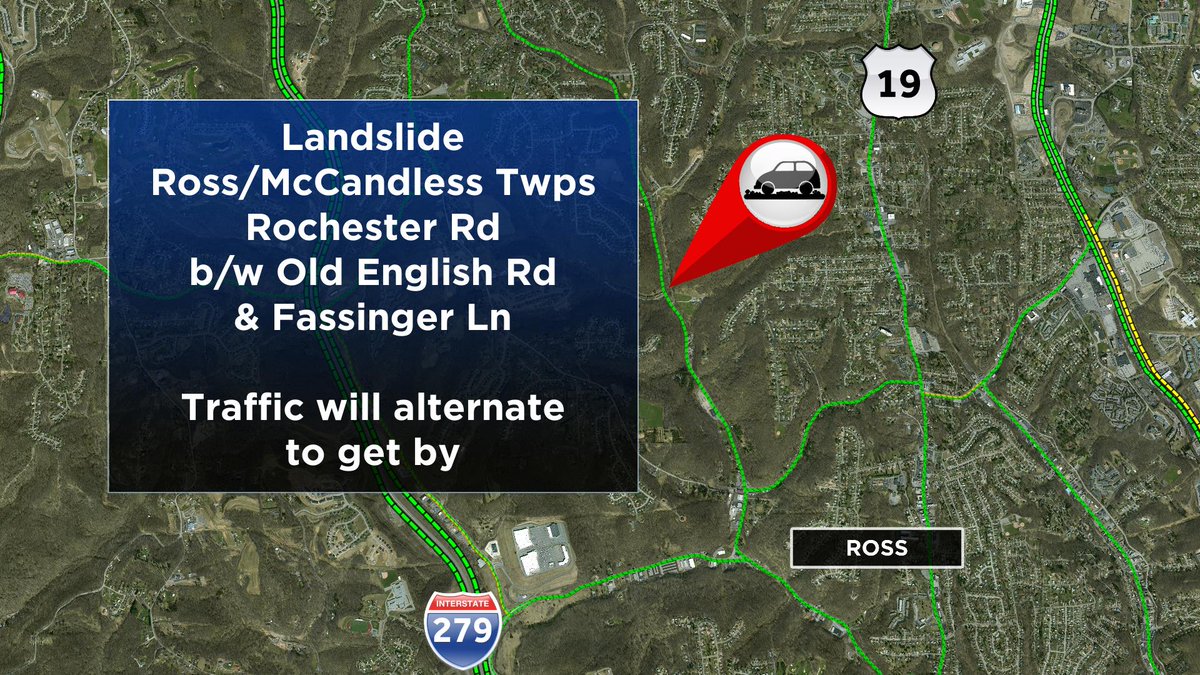 19
Landslide
Ross/McCandless Twps
Rochester Rd
b/w Old English Rd
& Fassinger Ln
Traffic will alternate
to get by
ROSS
INTERSTATE
279